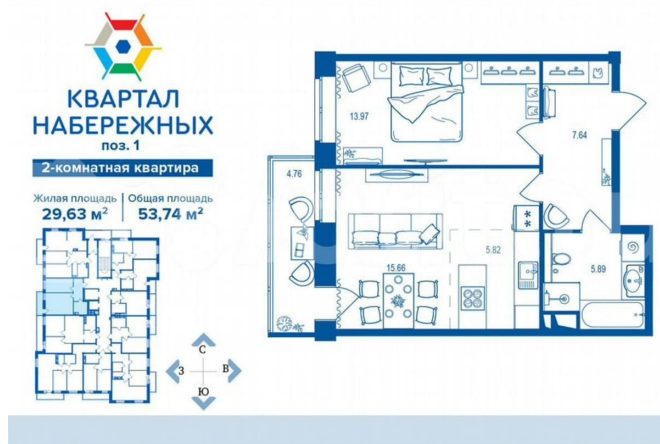 КВАРТАЛ
НАБЕРЕЖНЫХ
поз. 1
2-комнатная квартира
Жилая площадь
29,63 м²
Общая площадь
53,74 м²
С
З
В
Ю
13.97
7.64
4.76
5.82
15.66
5.89
В